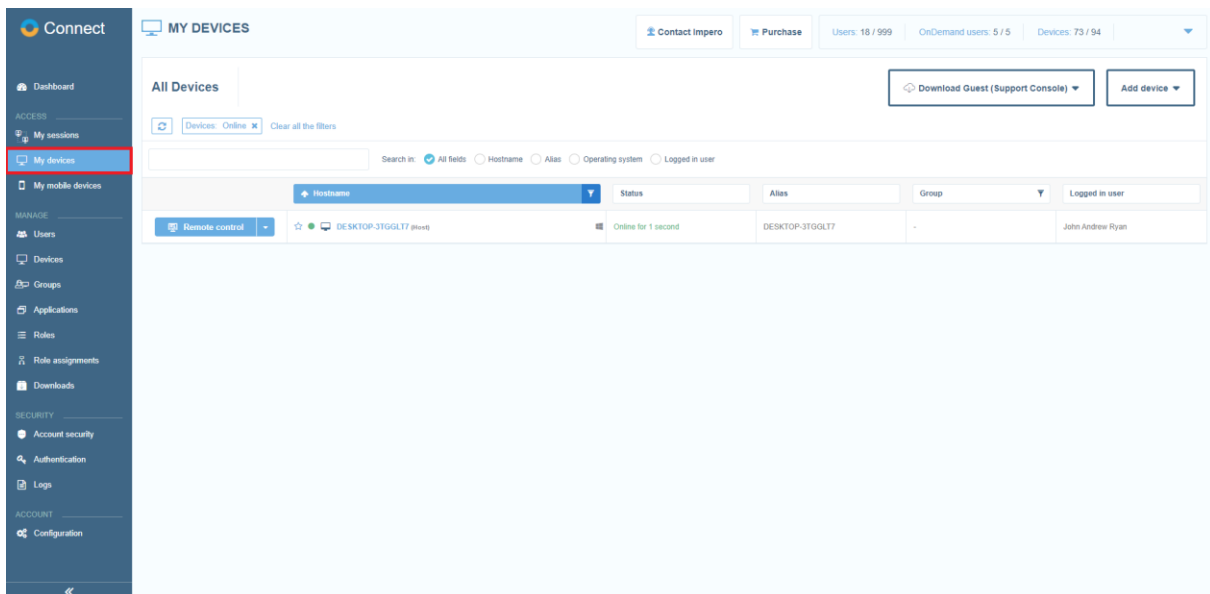 Connect
MY DEVICES
Contact Impero
Purchase
Users: 18 / 999
OnDemand users: 5 / 5
Devices: 73 / 94
Dashboard
ACCESS
My sessions
My devices
My mobile devices
MANAGE
Users
Devices
Groups
Applications
Roles
Role assignments
Downloads
SECURITY
Account security
Authentication
Logs
ACCOUNT
Configuration
All Devices
Download Guest (Support Console)
Add device
Devices: Online
Clear all the filters
Search in: All fields Hostname Alias Operating system Logged in user
Hostname Status Alias Group Logged in user
Remote control DESKTOP-3TGGLT7 (Host) Online for 1 second DESKTOP-3TGGLT7 - John Andrew Ryan